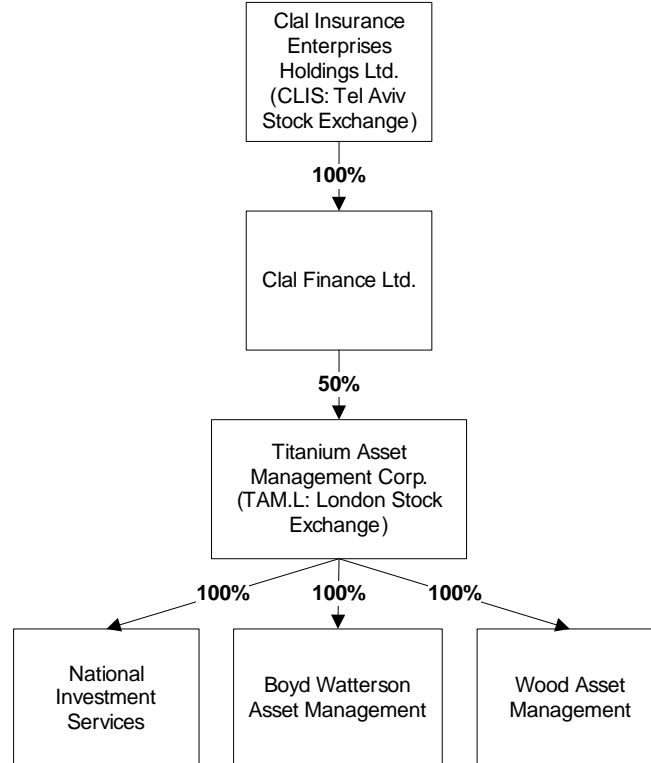 Clal Insurance
Enterprises
Holdings Ltd.
(CLIS: Tel Aviv
Stock Exchange)
100%
Clal Finance Ltd.
50%
Titanium Asset
Management Corp.
(TAM.L: London Stock
Exchange)
100%
100%
100%
National
Investment
Services
Boyd Watterson
Asset Management
Wood Asset
Management